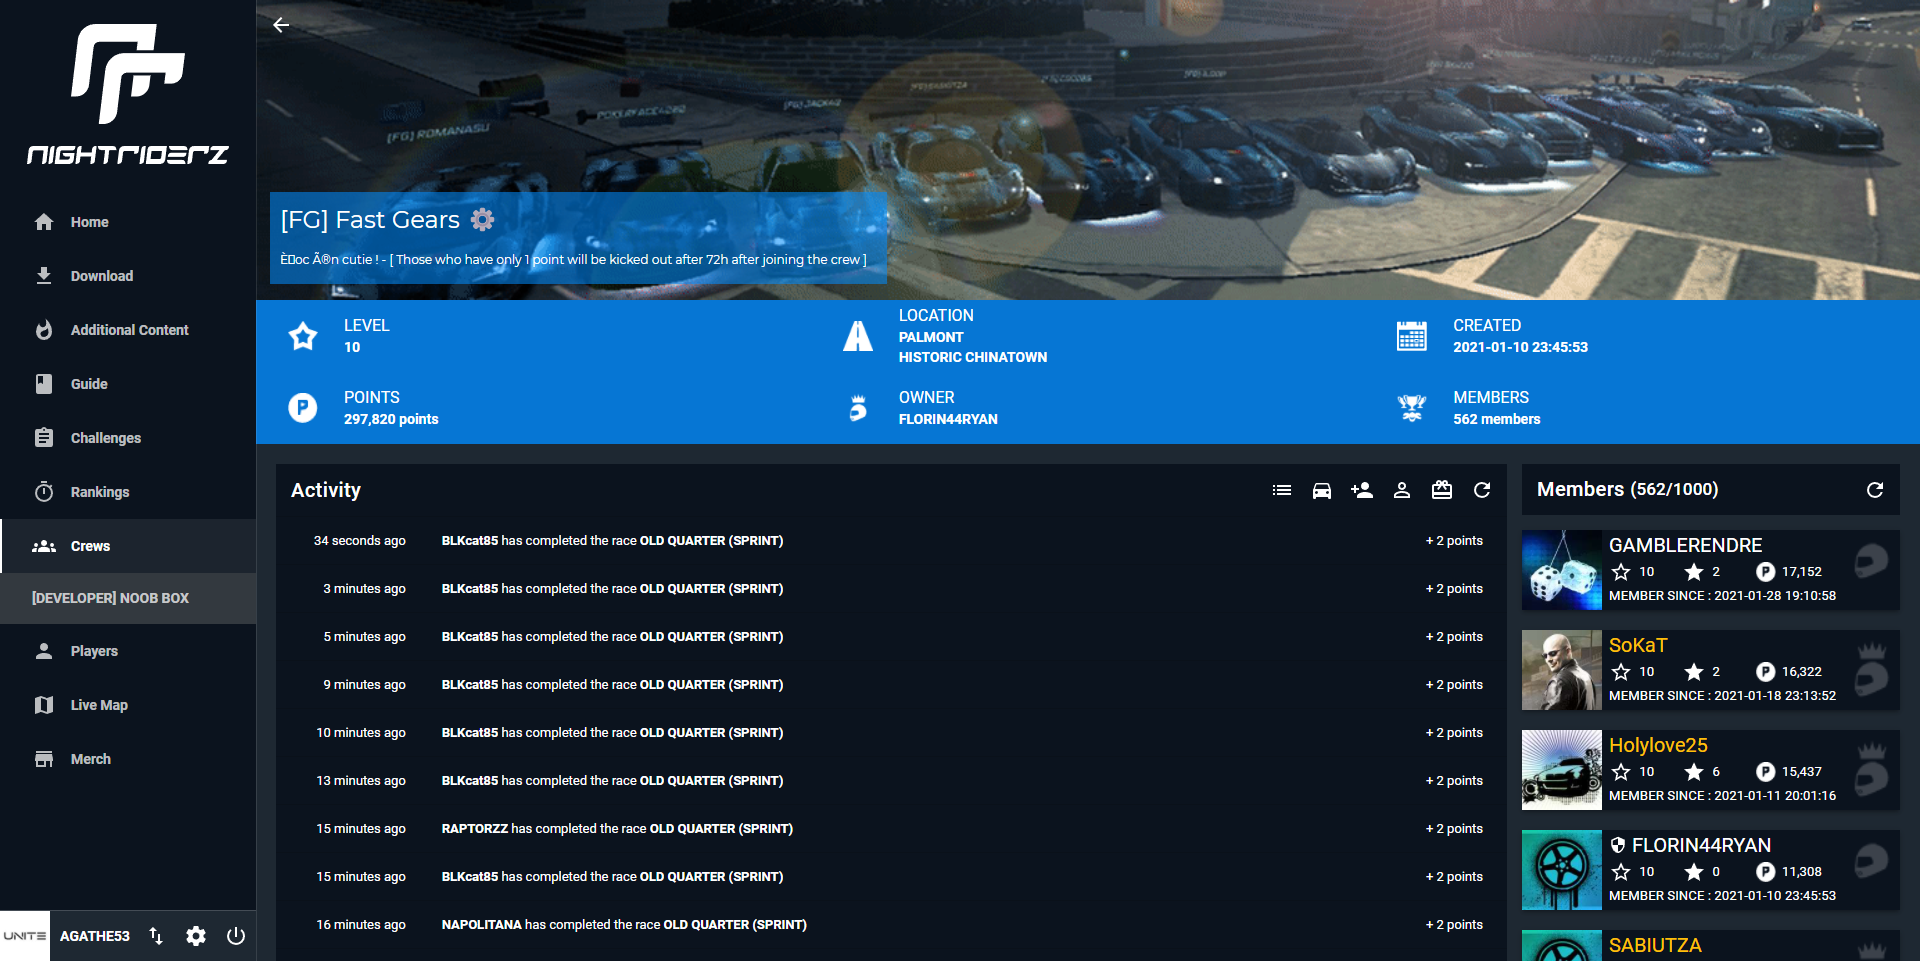 NIGHTRIDERZ
Home
Download
Additional Content
Guide
Challenges
Rankings
Crews
[DEVELOPER] NOOB BOX
Players
Live Map
Merch
UNITE
AGATHE53
[FG] ROMANASU
[FG] Fast Gears
[ Those who have only 1 point will be kicked out after 72h after joining the crew ]
LEVEL
10
LOCATION
PALMONT
HISTORIC CHINATOWN
CREATED
2021-01-10 23:45:53
P
POINTS
297,820 points
OWNER
FLORIN44RYAN
MEMBERS
562 members
Activity
34 seconds ago BLKcat85 has completed the race OLD QUARTER (SPRINT) + 2 points
3 minutes ago BLKcat85 has completed the race OLD QUARTER (SPRINT) + 2 points
5 minutes ago BLKcat85 has completed the race OLD QUARTER (SPRINT) + 2 points
9 minutes ago BLKcat85 has completed the race OLD QUARTER (SPRINT) + 2 points
10 minutes ago BLKcat85 has completed the race OLD QUARTER (SPRINT) + 2 points
13 minutes ago BLKcat85 has completed the race OLD QUARTER (SPRINT) + 2 points
15 minutes ago RAPTORZZ has completed the race OLD QUARTER (SPRINT) + 2 points
15 minutes ago BLKcat85 has completed the race OLD QUARTER (SPRINT) + 2 points
16 minutes ago NAPOLITANA has completed the race OLD QUARTER (SPRINT) + 2 points
Members (562/1000)
GAMBLERENDRE
10 2 P 17,152
MEMBER SINCE : 2021-01-28 19:10:58
SoKaT
10 2 P 16,322
MEMBER SINCE : 2021-01-18 23:13:52
Holylove25
10 6 P 15,437
MEMBER SINCE : 2021-01-11 20:01:16
FLORIN44RYAN
10 0 P 11,308
MEMBER SINCE : 2021-01-10 23:45:53
SABIUTZA